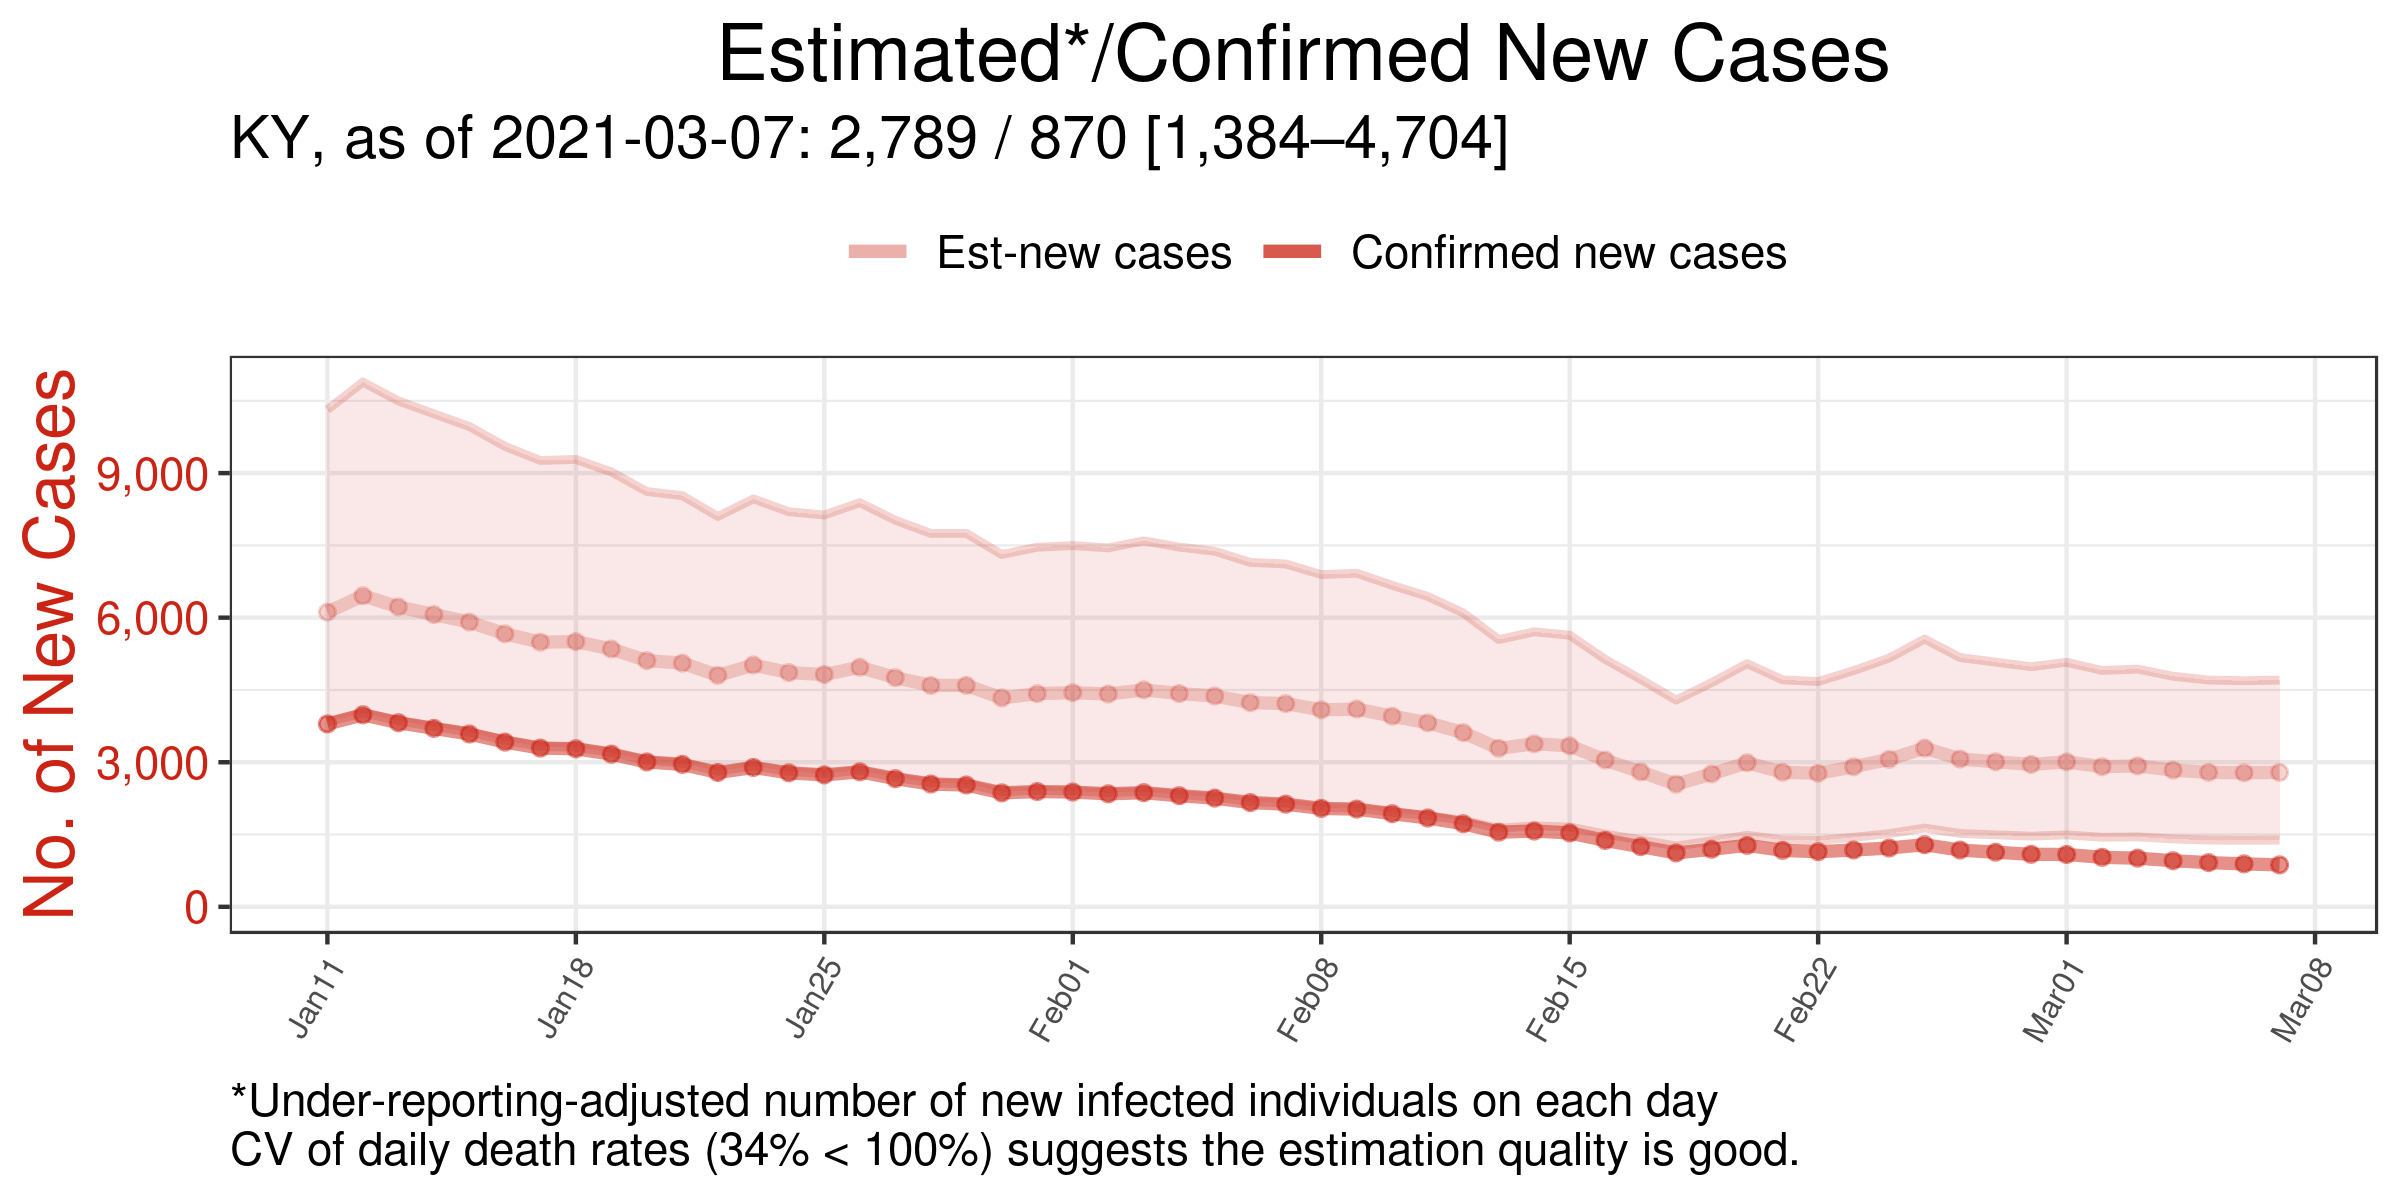 Estimated*/Confirmed New Cases
KY, as of 2021-03-07: 2,789 / 870 [1,384–4,704]
Est-new cases
Confirmed new cases
No. of New Cases
9,000
6,000
3,000
0
Jan11
Jan18
Jan25
Feb01
Feb08
Feb15
Feb22
Mar01
Mar08
*Under-reporting-adjusted number of new infected individuals on each day
CV of daily death rates (34% < 100%) suggests the estimation quality is good.